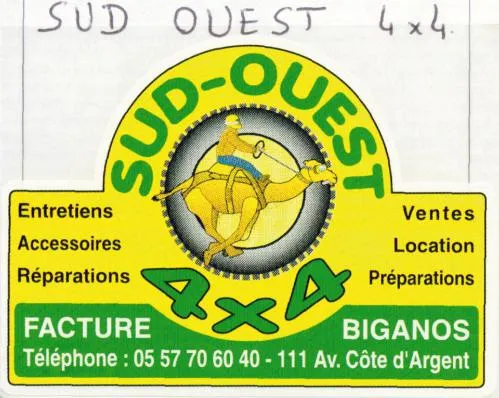 SUD OUEST 4x4.
SUD-OUEST
Entretiens
Accessoires
Réparations
Ventes
Location
Préparations
4x4
FACTURE BIGANOS
Téléphone : 05 57 70 60 40 - 111 Av. Côte d'Argent